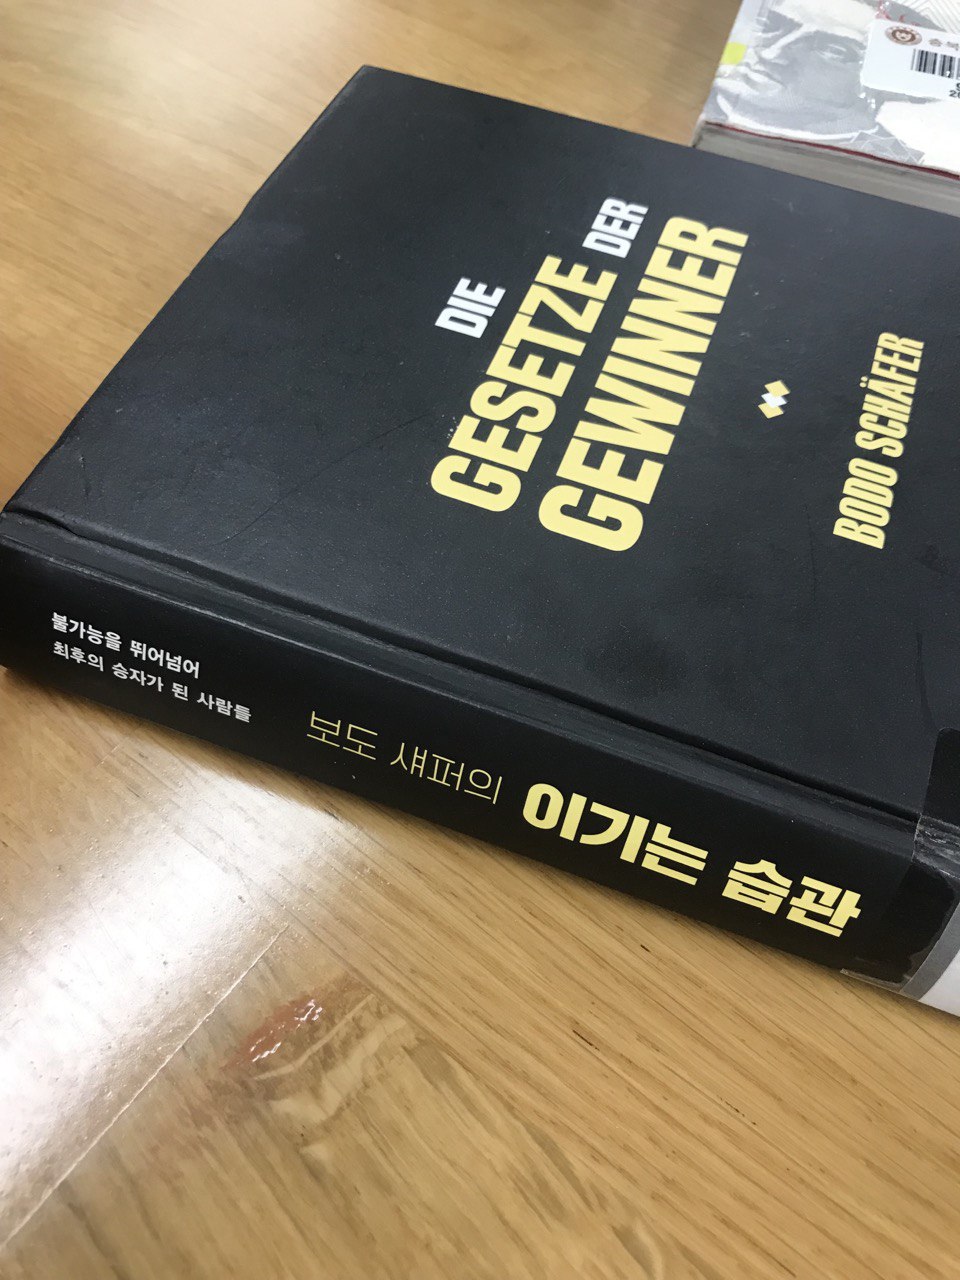 DIE
GESETZE DER
GEWINNER
BODO SCHÄFER
불가능을 뛰어넘어
최후의 승자가 된 사람들
보도 섀퍼의 이기는 습관